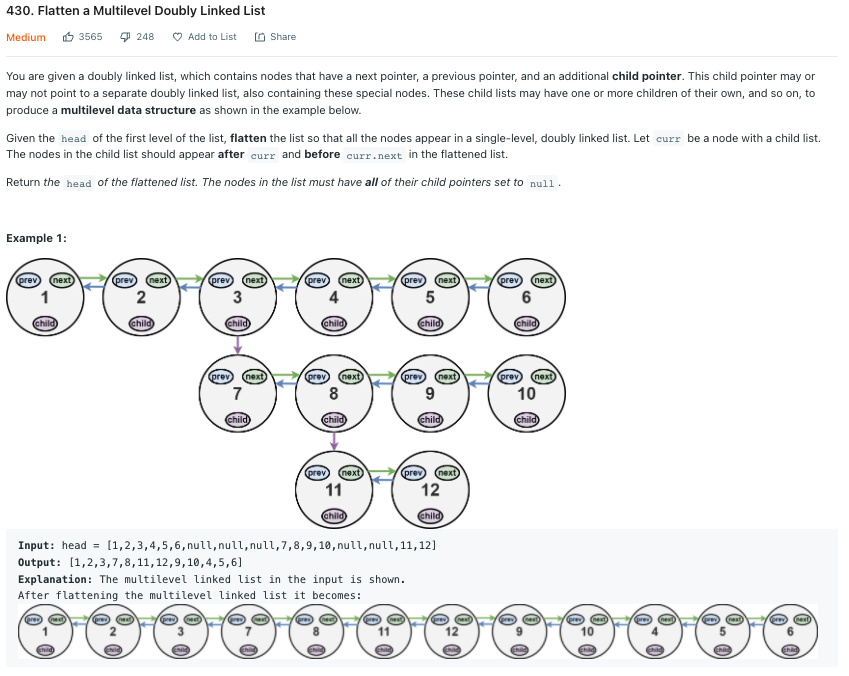 430. Flatten a Multilevel Doubly Linked List
Medium 3565 248 Add to List Share
You are given a doubly linked list, which contains nodes that have a next pointer, a previous pointer, and an additional child pointer. This child pointer may or
may not point to a separate doubly linked list, also containing these special nodes. These child lists may have one or more children of their own, and so on, to
produce a multilevel data structure as shown in the example below.
Given the head of the first level of the list, flatten the list so that all the nodes appear in a single-level, doubly linked list. Let curr be a node with a child list.
The nodes in the child list should appear after curr and before curr.next in the flattened list.
Return the head of the flattened list. The nodes in the list must have all of their child pointers set to null.
Example 1:
prev next prev next prev next prev next prev next prev next
1 2 3 4 5 6
child child child child child child
prev next prev next prev next prev next
7 8 9 10
child child child child
prev next prev next
11 12
child child
Input: head = [1,2,3,4,5,6,null,null,null,7,8,9,10,null,null,11,12]
Output: [1,2,3,7,8,11,12,9,10,4,5,6]
Explanation: The multilevel linked list in the input is shown.
After flattening the multilevel linked list it becomes:
prev next prev next prev next prev next prev next prev next prev next prev next prev next prev next prev next prev next
1 2 3 7 8 11 12 9 10 4 5 6
child child child child child child child child child child child child